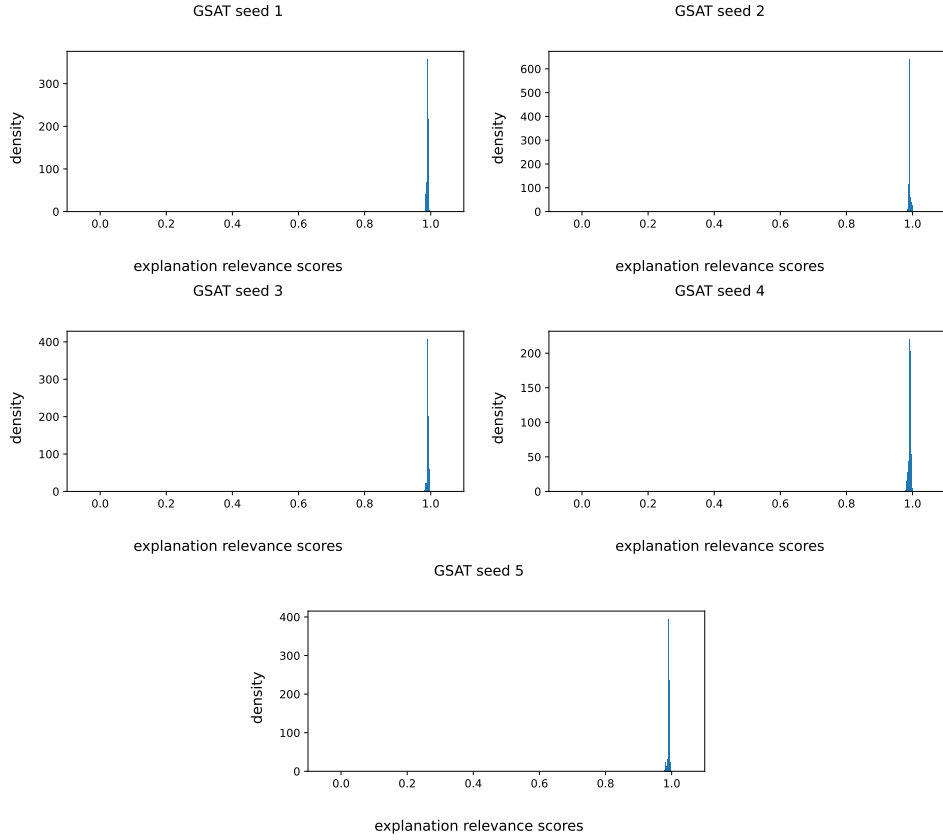 GSAT seed 1
density
300
200
100
0
0.0 0.2 0.4 0.6 0.8 1.0
explanation relevance scores
GSAT seed 2
density
600
500
400
300
200
100
0
0.0 0.2 0.4 0.6 0.8 1.0
explanation relevance scores
GSAT seed 3
density
400
300
200
100
0
0.0 0.2 0.4 0.6 0.8 1.0
explanation relevance scores
GSAT seed 4
density
200
150
100
50
0
0.0 0.2 0.4 0.6 0.8 1.0
explanation relevance scores
GSAT seed 5
density
400
300
200
100
0
0.0 0.2 0.4 0.6 0.8 1.0
explanation relevance scores